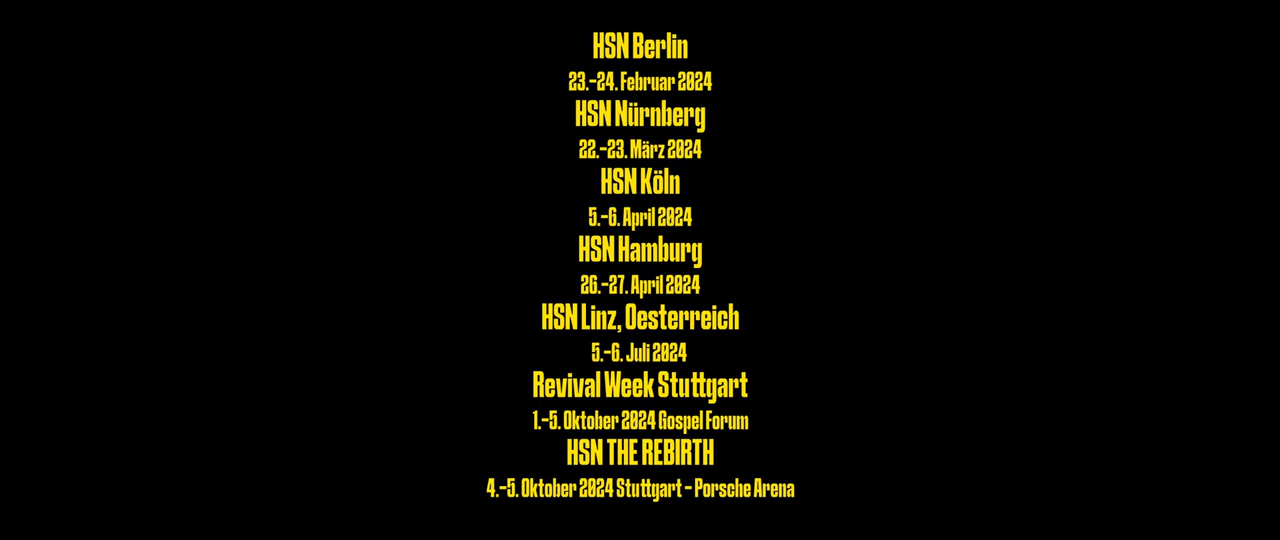 HSN Berlin
23.-24. Februar 2024
HSN Nürnberg
22.-23. März 2024
HSN Köln
5.-6. April 2024
HSN Hamburg
26.-27. April 2024
HSN Linz, Oesterreich
5.-6. Juli 2024
Revival Week Stuttgart
1.-5. Oktober 2024 Gospel Forum
HSN THE REBIRTH
4.-5. Oktober 2024 Stuttgart - Porsche Arena